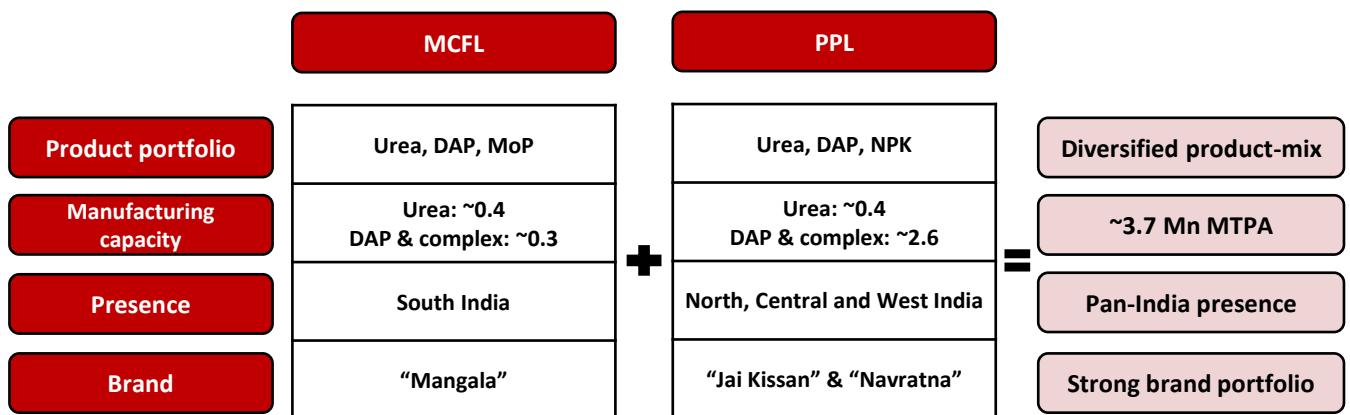 MCFL
PPL
Product portfolio
Urea, DAP, MoP
Urea, DAP, NPK
Diversified product-mix
Manufacturing
capacity
Urea: ~0.4
DAP & complex: ~0.3
Urea: ~0.4
DAP & complex: ~2.6
~3.7 Mn MTPA
Presence
South India
North, Central and West India
Pan-India presence
Brand
“Mangala”
“Jai Kissan” & “Navratna”
Strong brand portfolio